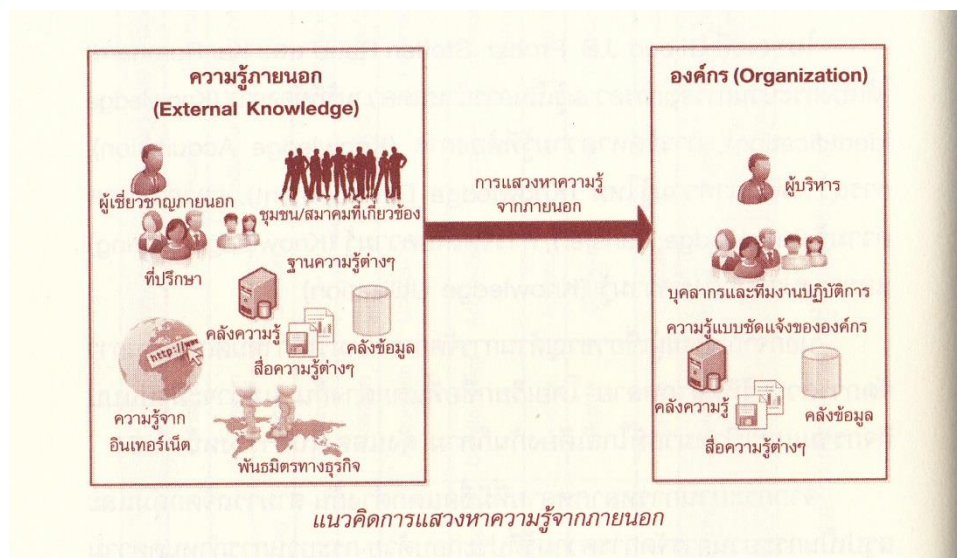 ความรู้ภายนอก
(External Knowledge)
ผู้เชี่ยวชาญภายนอก
ชุมชน/สมาคมที่เกี่ยวข้อง
ที่ปรึกษา
ฐานความรู้ต่างๆ
คลังความรู้
คลังข้อมูล
สื่อความรู้ต่างๆ
http://www
ความรู้จาก
อินเทอร์เน็ต
พันธมิตรทางธุรกิจ
การแสวงหาความรู้
จากภายนอก
องค์กร (Organization)
ผู้บริหาร
บุคลากรและทีมงานปฏิบัติการ
ความรู้แบบชัดแจ้งขององค์กร
คลังความรู้
คลังข้อมูล
สื่อความรู้ต่างๆ
แนวคิดการแสวงหาความรู้จากภายนอก